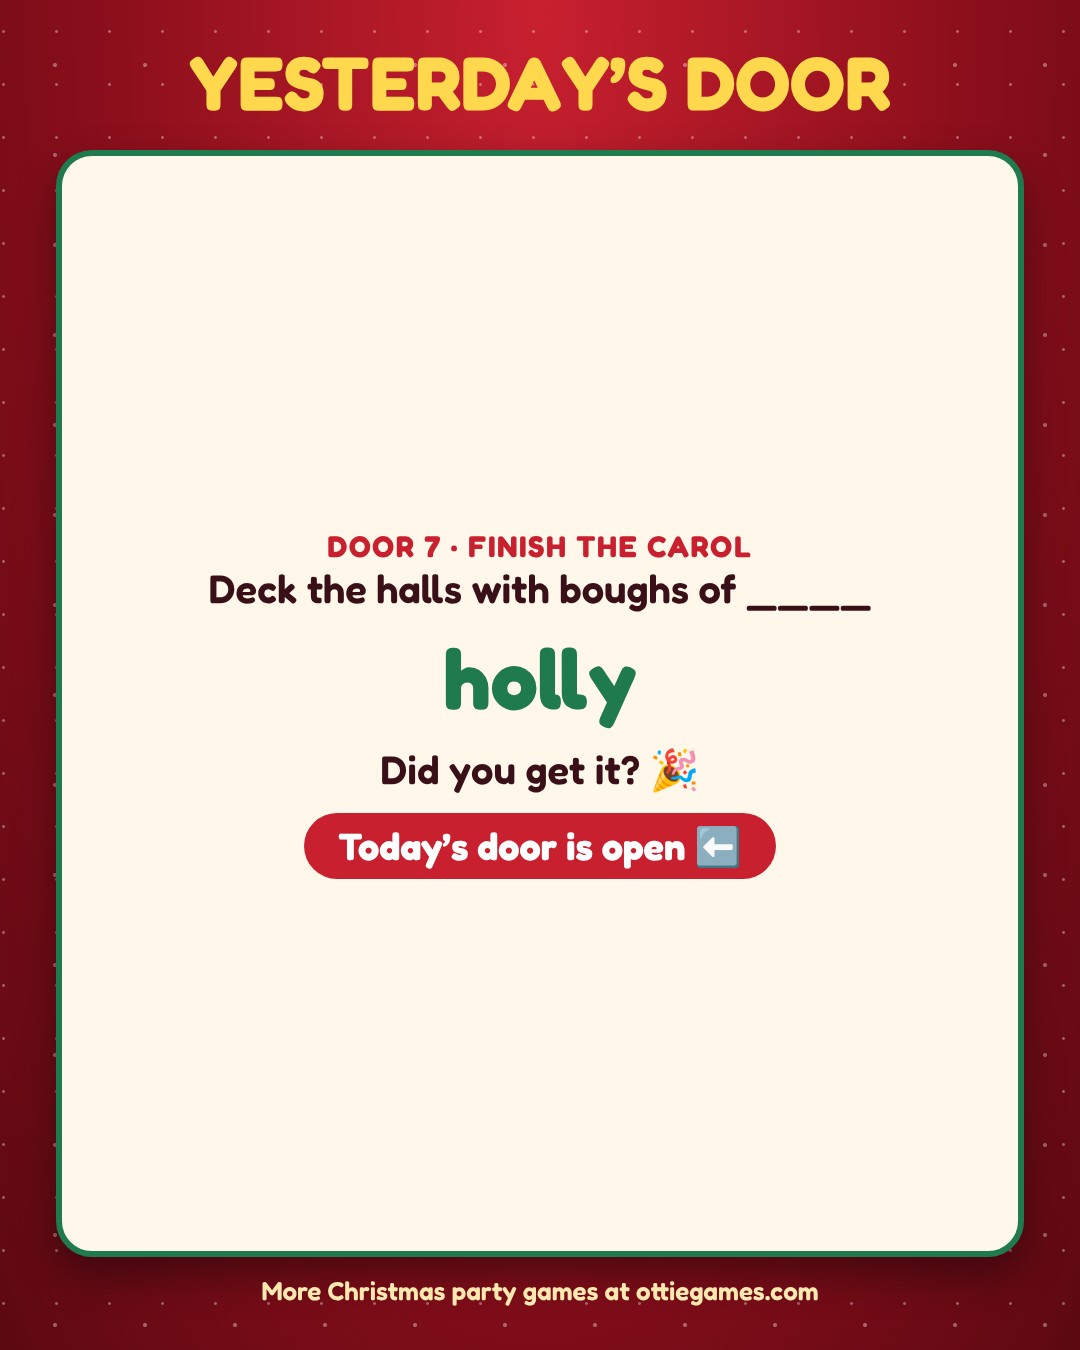 YESTERDAY’S DOOR
DOOR 7 · FINISH THE CAROL
Deck the halls with boughs of ____
holly
Did you get it? 🎉
Today’s door is open ⬅️
More Christmas party games at ottiegames.com